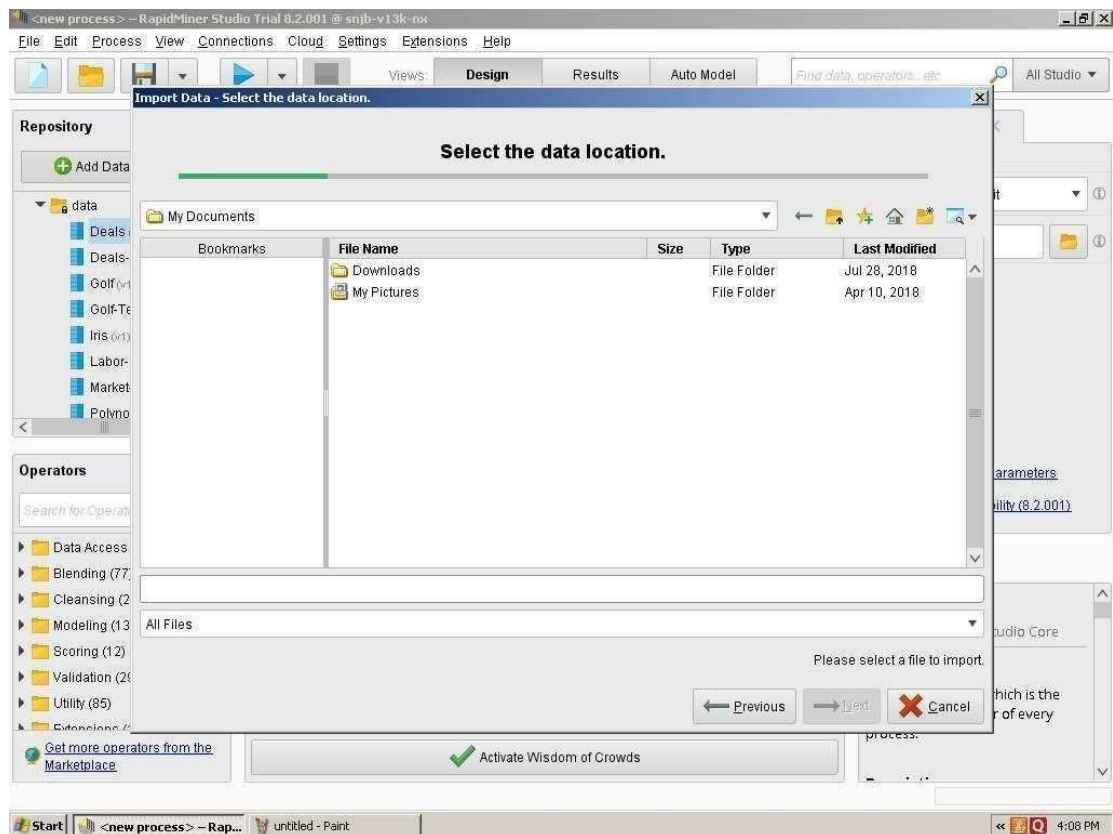 <new process> – RapidMiner Studio Trial 8.2.001 @ snjb-v13k-nx
File Edit Process View Connections Cloud Settings Extensions Help
Views: Design Results Auto Model Find data, operators...etc All Studio
Import Data - Select the data location.
Repository
Select the data location.
Add Data
data
My Documents
Deals
Bookmarks File Name Size Type Last Modified
Deals-
Downloads File Folder Jul 28, 2018
Golf (v1
My Pictures File Folder Apr 10, 2018
Golf-Te
Iris (v1)
Labor-
Market
Polyno
Operators
arameters
Search for Operat
ibility (8.2.001)
Data Access
Blending (77
Cleansing (2
Modeling (13
All Files
tudio Core
Scoring (12)
Please select a file to import.
Validation (29
Utility (85)
Previous Next Cancel
hich is the
r of every
process.
Extensions
Get more operators from the
Marketplace
Activate Wisdom of Crowds
Start <new process> – Rap... untitled - Paint « 4:08 PM